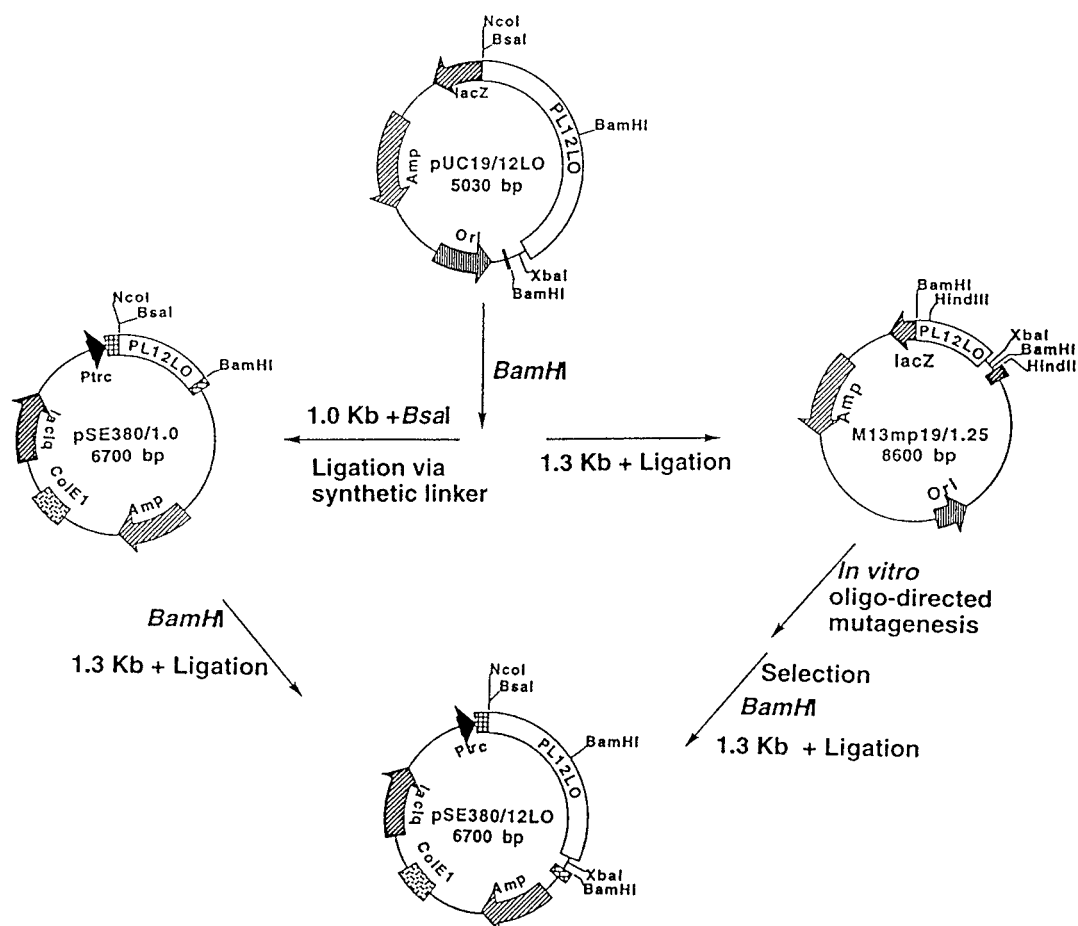 NcoI
BsaI
lacZ
PL12LO
BamHI
Amp
pUC19/12LO
5030 bp
Ori
XbaI
BamHI
NcoI
BsaI
PL12LO
BamHI
Ptrc
lacIq
pSE380/1.0
6700 bp
ColE1
Amp
BamHI
1.0 Kb +BsaI
Ligation via
synthetic linker
1.3 Kb + Ligation
BamHI
HindIII
PL12LO
XbaI
BamHI
HindII
lacZ
Amp
M13mp19/1.25
8600 bp
Ori
In vitro
oligo-directed
mutagenesis
Selection
BamHI
1.3 Kb + Ligation
BamHI
1.3 Kb + Ligation
NcoI
BsaI
Ptrc
PL12LO
BamHI
lacIq
pSE380/12LO
6700 bp
ColE1
Amp
XbaI
BamHI